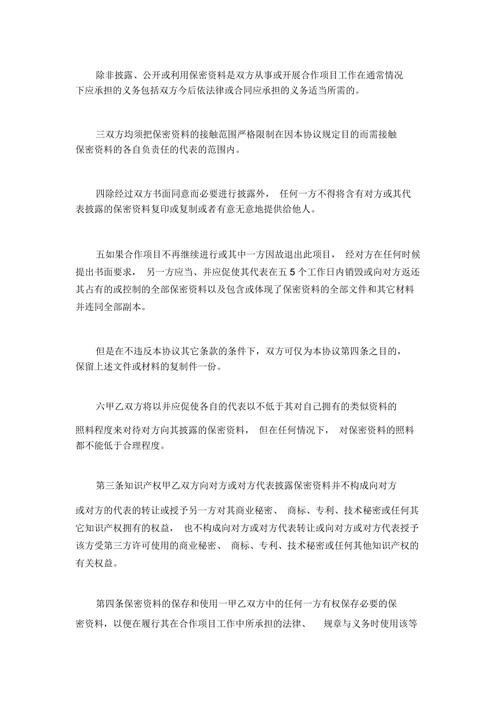 除非披露、公开或利用保密资料是双方从事或开展合作项目工作在通常情况
下应承担的义务包括双方今后依法律或合同应承担的义务适当所需的。
三双方均须把保密资料的接触范围严格限制在因本协议规定目的而需接触
保密资料的各自负责任的代表的范围内。
四除经过双方书面同意而必要进行披露外， 任何一方不得将含有对方或其代
表披露的保密资料复印或复制或者有意无意地提供给他人。
五如果合作项目不再继续进行或其中一方因故退出此项目， 经对方在任何时候
提出书面要求， 另一方应当、并应促使其代表在五 5 个工作日内销毁或向对方返还
其占有的或控制的全部保密资料以及包含或体现了保密资料的全部文件和其它材料
并连同全部副本。
但是在不违反本协议其它条款的条件下，双方可仅为本协议第四条之目的，
保留上述文件或材料的复制件一份。
六甲乙双方将以并应促使各自的代表以不低于其对自己拥有的类似资料的
照料程度来对待对方向其披露的保密资料， 但在任何情况下， 对保密资料的照料
都不能低于合理程度。
第三条知识产权甲乙双方向对方或对方代表披露保密资料并不构成向对方
或对方的代表的转让或授予另一方对其商业秘密、 商标、专利、技术秘密或任何其
它知识产权拥有的权益， 也不构成向对方或对方代表转让或向对方或对方代表授予
该方受第三方许可使用的商业秘密、 商标、专利、技术秘密或任何其他知识产权的
有关权益。
第四条保密资料的保存和使用一甲乙双方中的任何一方有权保存必要的保
密资料，以便在履行其在合作项目工作中所承担的法律、 规章与义务时使用该等